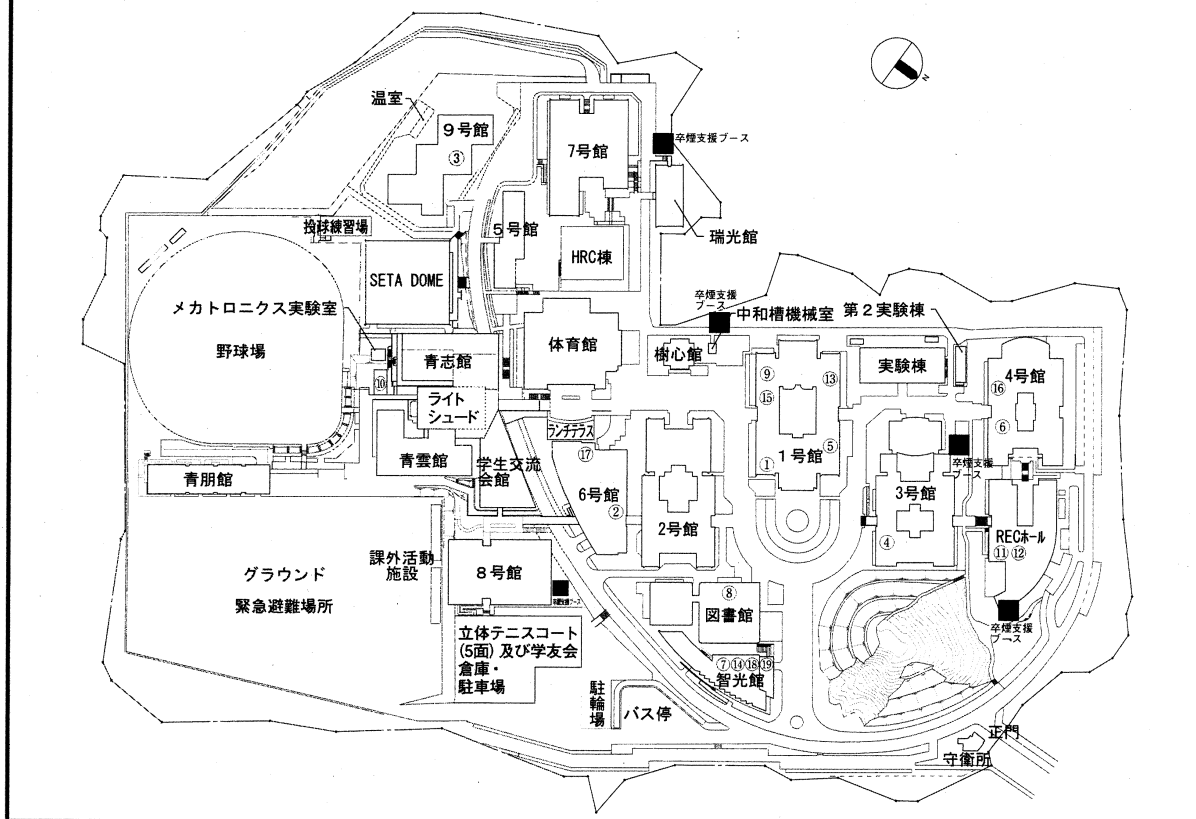 N
温室
9号館
③
7号館
卒煙支援ブース
投球練習場
5号館
瑞光館
HRC棟
SETA DOME
メカトロニクス実験室
野球場
卒煙支援
ブース
中和槽機械室
第2実験棟
体育館
樹心館
青志館
⑩
ライト
シュード
⑨
⑬
⑮
実験棟
4号館
⑯
⑥
ランチテラス
⑰
⑤
①
1号館
卒煙支援
ブース
青雲館
学生交流
会館
青朋館
6号館
②
2号館
3号館
④
RECホール
⑪
⑫
課外活動
施設
グラウンド
緊急避難場所
8号館
卒煙支援ブース
⑧
図書館
卒煙支援
ブース
立体テニスコート
(5面) 及び学友会
倉庫・
駐車場
⑦⑭⑱⑲
智光館
駐輪場
バス停
正門
守衛所